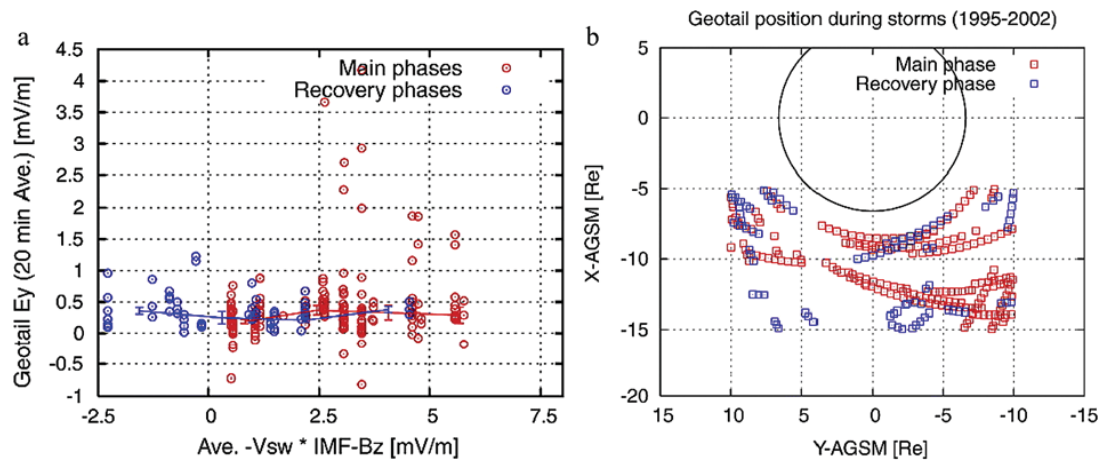 a
Geotail Ey (20 min Ave.) [mV/m]
4.5
4
3.5
3
2.5
2
1.5
1
0.5
0
-0.5
-1
Main phases
Recovery phases
-2.5 0 2.5 5 7.5
Ave. -Vsw * IMF-Bz [mV/m]
Geotail position during storms (1995-2002)
b
X-AGSM [Re]
5
0
-5
-10
-15
-20
Main phase
Recovery phase
15 10 5 0 -5 -10 -15
Y-AGSM [Re]